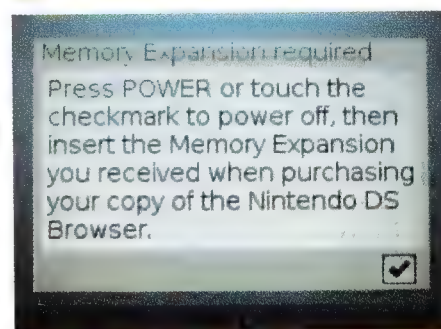 Memory Expansion required
Press POWER or touch the
checkmark to power off, then
insert the Memory Expansion
you received when purchasing
your copy of the Nintendo DS
Browser.